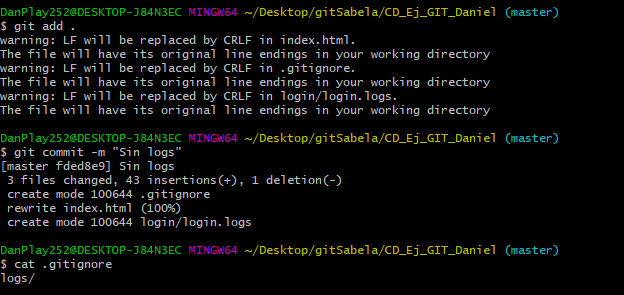 DanPlay252@DESKTOP-J84N3EC MINGW64 ~/Desktop/gitSabela/CD_Ej_GIT_Daniel (master)
$ git add .
warning: LF will be replaced by CRLF in index.html.
The file will have its original line endings in your working directory
warning: LF will be replaced by CRLF in .gitignore.
The file will have its original line endings in your working directory
warning: LF will be replaced by CRLF in login/login.logs.
The file will have its original line endings in your working directory
DanPlay252@DESKTOP-J84N3EC MINGW64 ~/Desktop/gitSabela/CD_Ej_GIT_Daniel (master)
$ git commit -m "Sin logs"
[master fded8e9] Sin logs
 3 files changed, 43 insertions(+), 1 deletion(-)
 create mode 100644 .gitignore
 rewrite index.html (100%)
 create mode 100644 login/login.logs
DanPlay252@DESKTOP-J84N3EC MINGW64 ~/Desktop/gitSabela/CD_Ej_GIT_Daniel (master)
$ cat .gitignore
logs/